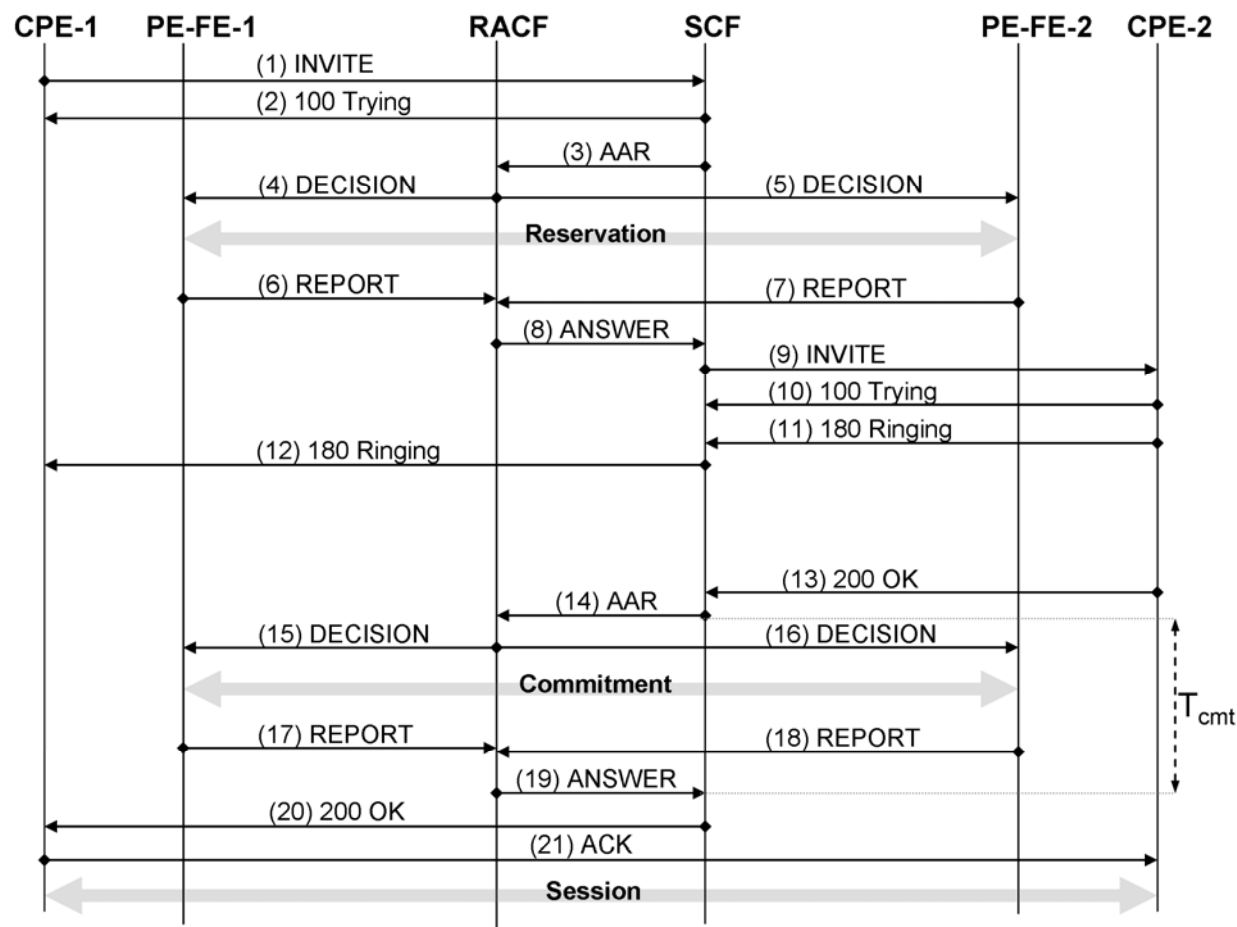 CPE-1 PE-FE-1 RACF SCF PE-FE-2 CPE-2
(1) INVITE
(2) 100 Trying
(3) AAR
(4) DECISION (5) DECISION
Reservation
(6) REPORT (7) REPORT
(8) ANSWER
(9) INVITE
(10) 100 Trying
(11) 180 Ringing
(12) 180 Ringing
(13) 200 OK
(14) AAR
(15) DECISION (16) DECISION
Commitment
Tcmt
(17) REPORT (18) REPORT
(19) ANSWER
(20) 200 OK
(21) ACK
Session